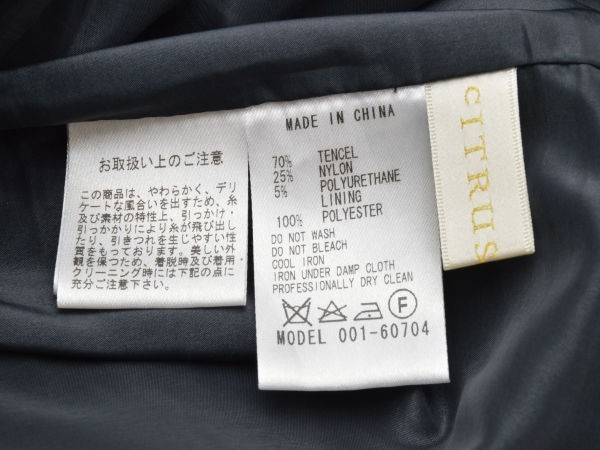 お取扱い上のご注意
この商品は、やわらかく、デリ
ケートな風合いを出すため、糸
及び素材の特性上、引っかけ・
引っかかりにより糸が飛び出し
たり、引きつれを生じやすい性
質をもっております。美しい外
観を保つため、着脱時及び着用・
クリーニング時には下記の点に
充分ご注意下さい。
MADE IN CHINA
70% TENCEL
25% NYLON
5% POLYURETHANE
LINING
100% POLYESTER
DO NOT WASH
DO NOT BLEACH
COOL IRON
IRON UNDER DAMP CLOTH
PROFESSIONALLY DRY CLEAN
F
MODEL 001-60704
CITRUS